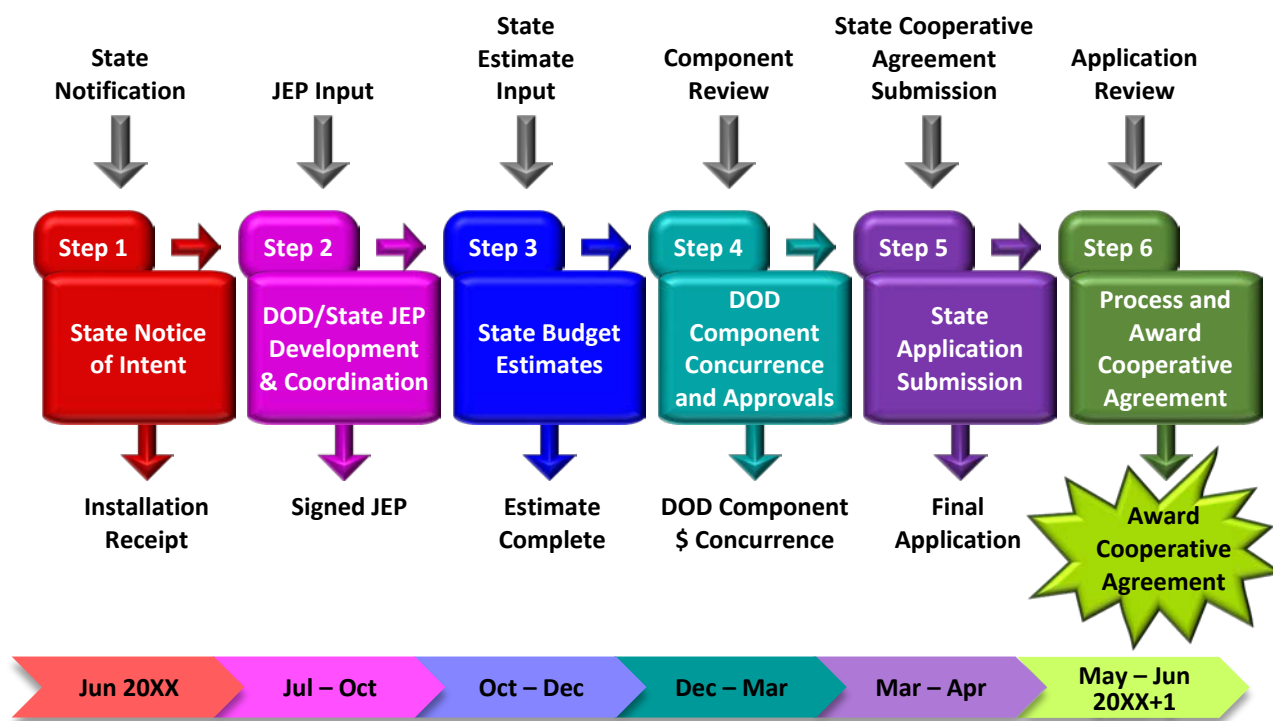 State
Notification
JEP Input
State
Estimate
Input
Component
Review
State Cooperative
Agreement
Submission
Application
Review
Step 1
Step 2
Step 3
Step 4
Step 5
Step 6
State Notice
of Intent
DOD/State JEP
Development
& Coordination
State Budget
Estimates
DOD
Component
Concurrence
and Approvals
State
Application
Submission
Process and
Award
Cooperative
Agreement
Installation
Receipt
Signed JEP
Estimate
Complete
DOD Component
$ Concurrence
Final
Application
Award
Cooperative
Agreement
Jun 20XX
Jul – Oct
Oct – Dec
Dec – Mar
Mar – Apr
May – Jun
20XX+1